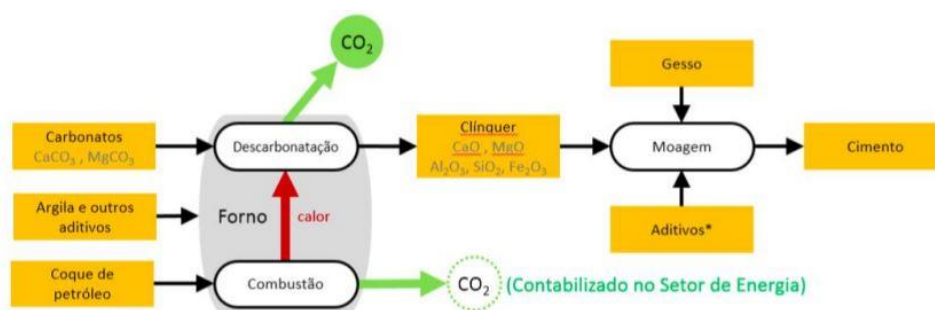 CO₂
Gesso
Carbonatos
CaCO₃ , MgCO₃
Descarbonatação
Clínquer
CaO , MgO
Al₂O₃, SiO₂, Fe₂O₃
Moagem
Cimento
Argila e outros
aditivos
Forno
calor
Aditivos*
Coque de
petróleo
Combustão
CO₂ (Contabilizado no Setor de Energia)